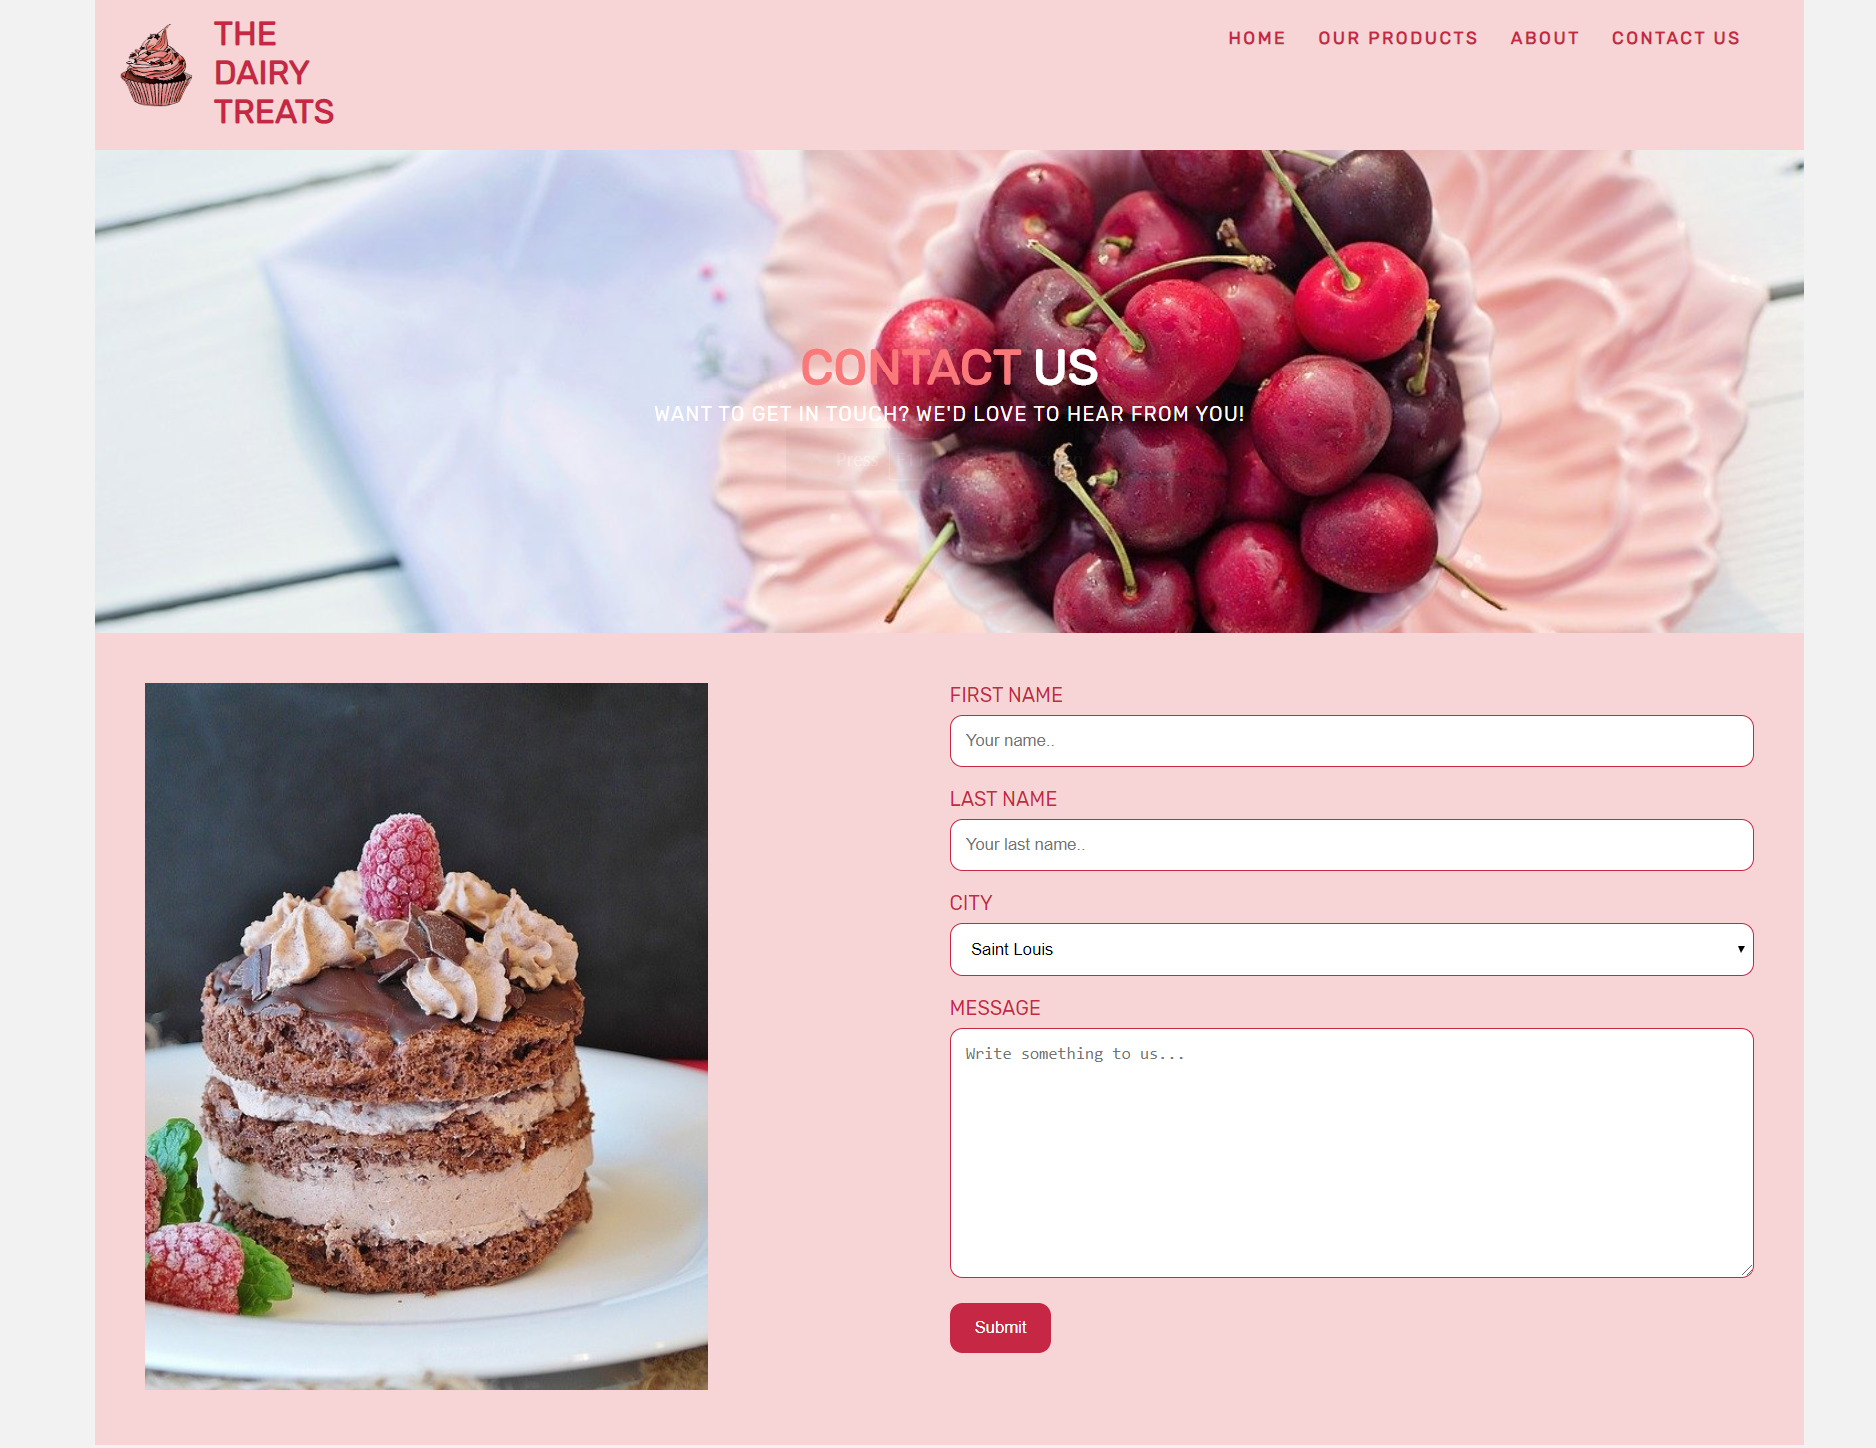 THE
DAIRY
TREATS
HOME OUR PRODUCTS ABOUT CONTACT US
CONTACT US
WANT TO GET IN TOUCH? WE'D LOVE TO HEAR FROM YOU!
Press
FIRST NAME
Your name..
LAST NAME
Your last name..
CITY
Saint Louis
MESSAGE
Write something to us...
Submit